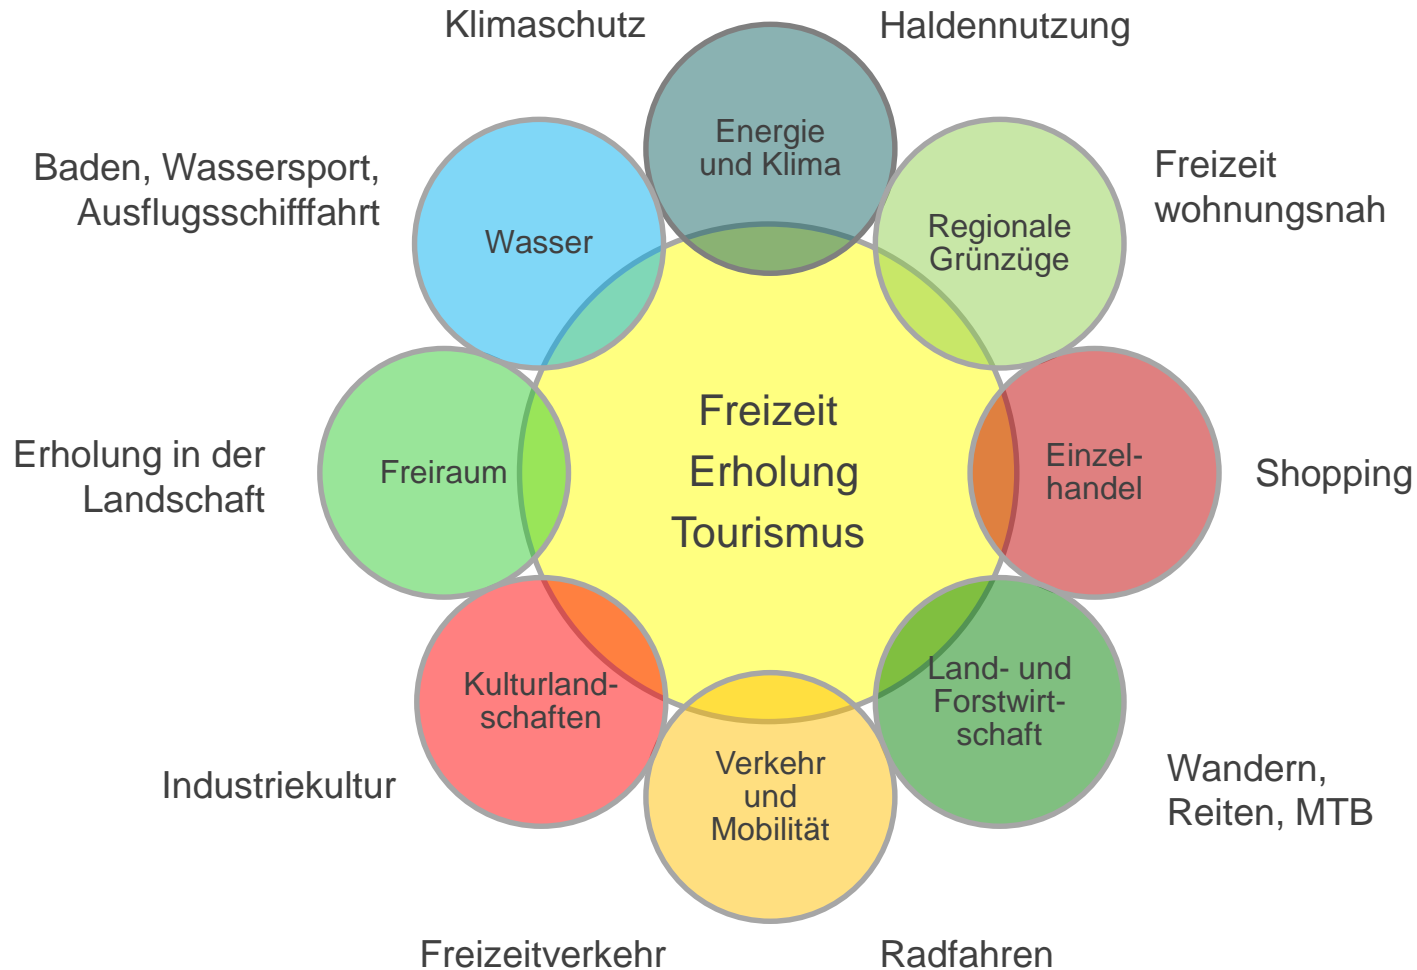 Klimaschutz
Haldennutzung
Energie
und Klima
Baden, Wassersport,
Ausflugsschifffahrt
Wasser
Regionale
Grünzüge
Freizeit
wohnungsnah
Erholung in der
Landschaft
Freiraum
Freizeit
Erholung
Tourismus
Einzel-
handel
Shopping
Kulturland-
schaften
Land- und
Forstwirt-
schaft
Industriekultur
Verkehr
und
Mobilität
Wandern,
Reiten, MTB
Freizeitverkehr
Radfahren